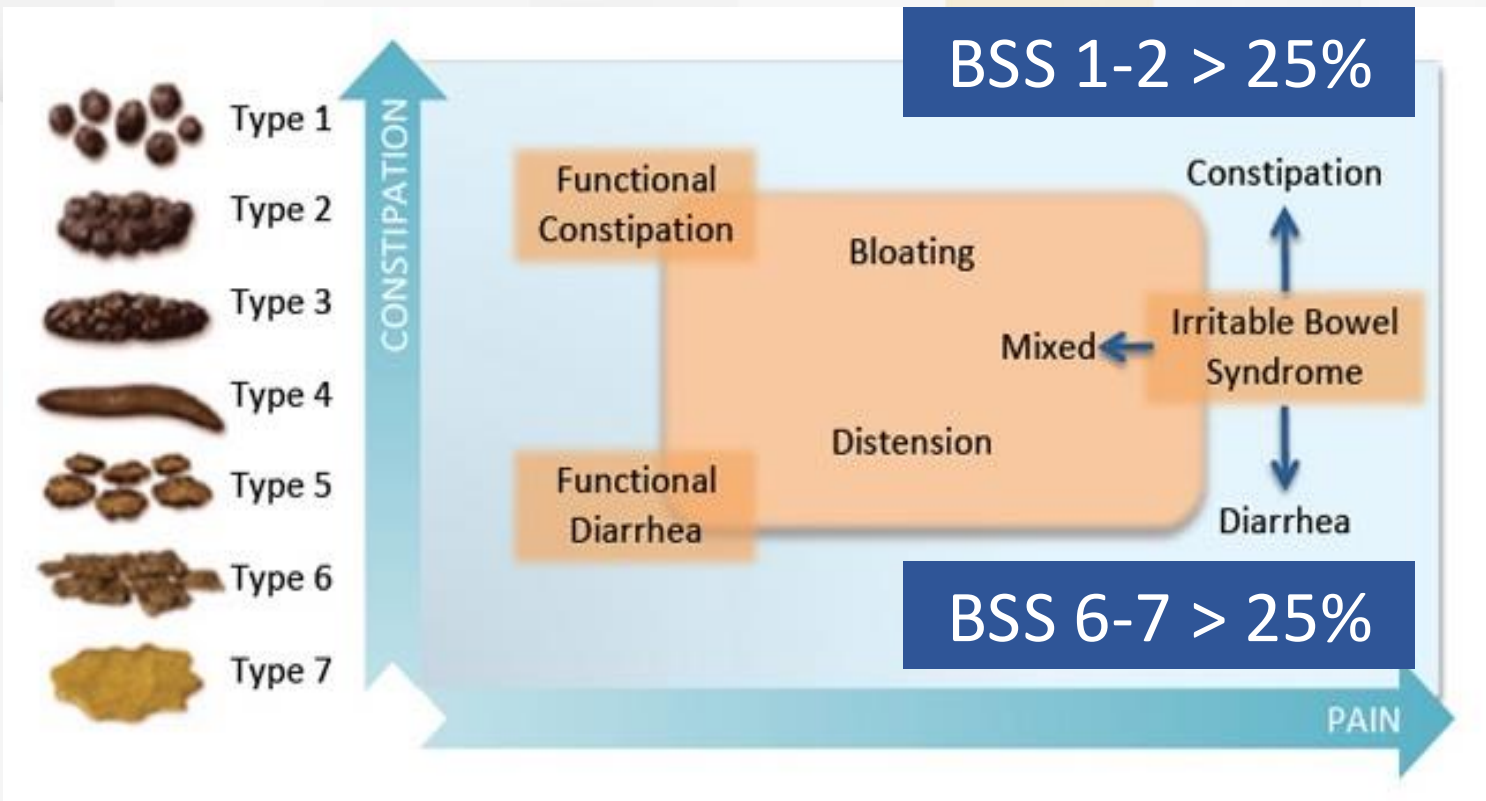 BSS 1-2 > 25%
Type 1
Type 2
Type 3
Type 4
Type 5
Type 6
Type 7
CONSTIPATION
Functional
Constipation
Bloating
Constipation
Mixed
Irritable Bowel
Syndrome
Distension
Functional
Diarrhea
Diarrhea
BSS 6-7 > 25%
PAIN